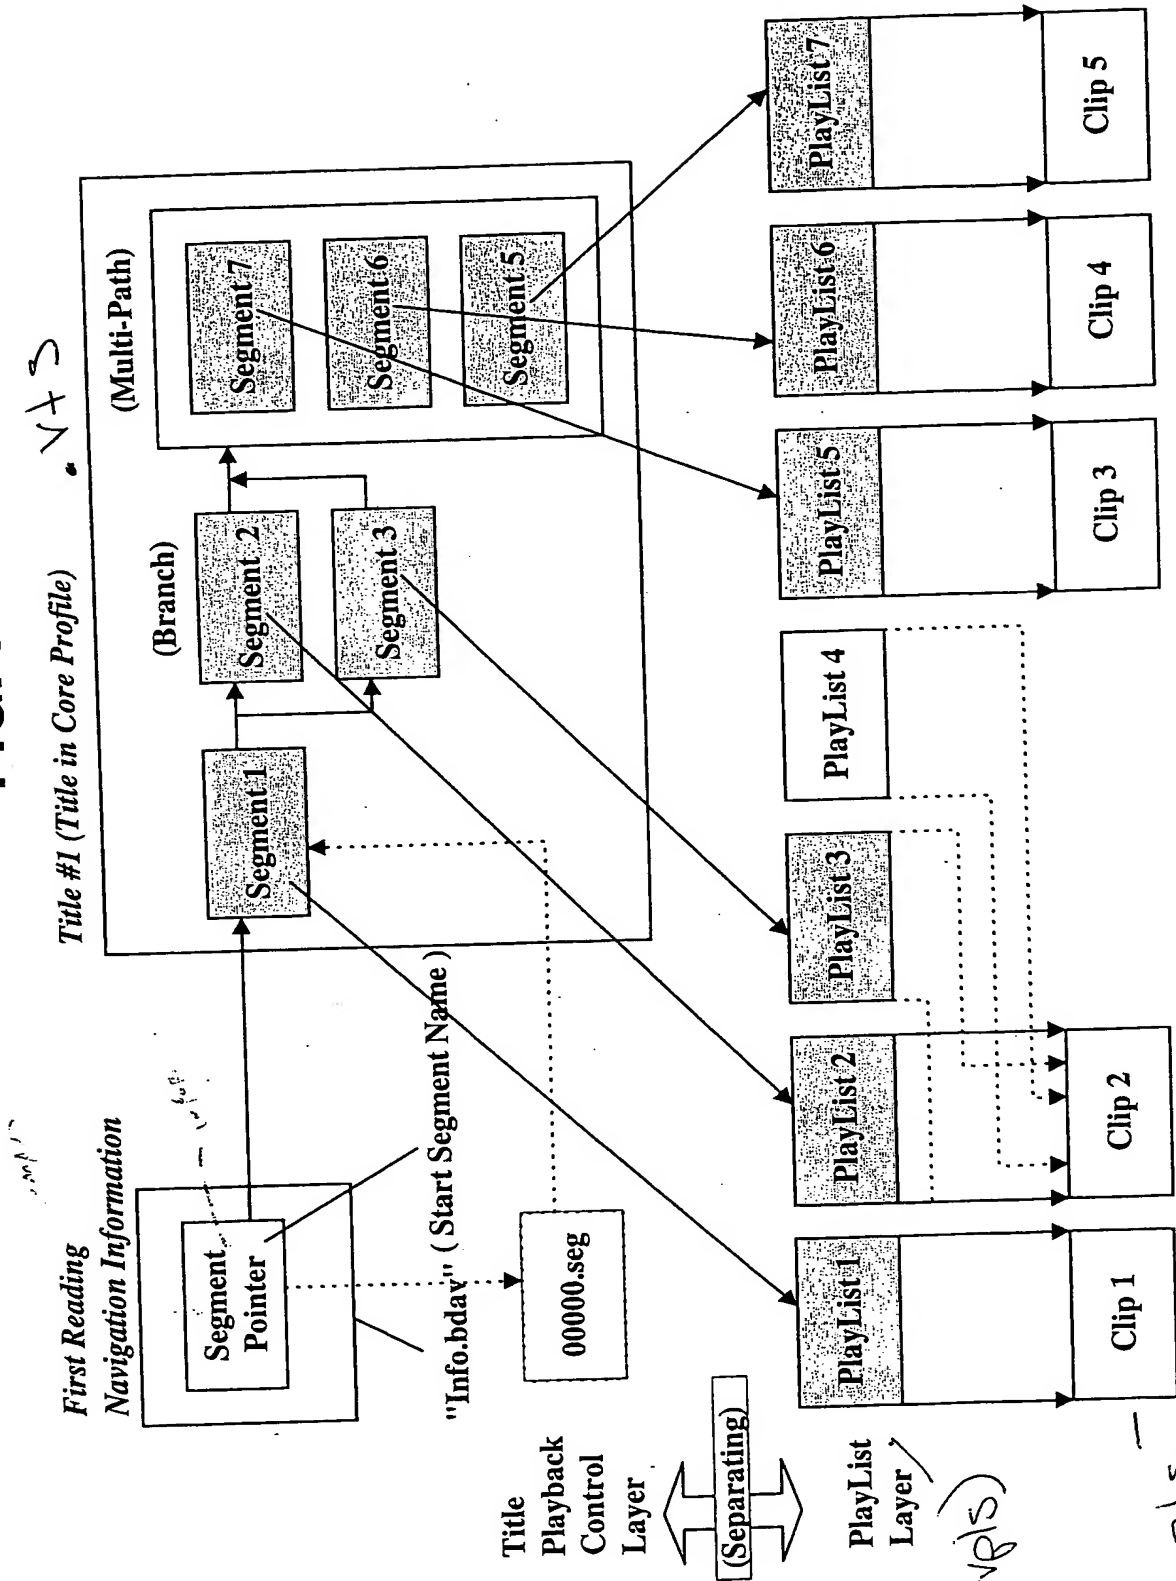 Title #1 (Title in Core Profile)
First Reading
Navigation Information
Segment
Pointer
"Info.bdav" ( Start Segment Name )
00000.seg
Segment 1
(Branch)
Segment 2
Segment 3
(Multi-Path)
Segment 7
Segment 6
Segment 5
Title
Playback
Control
Layer
(Separating)
PlayList
Layer
PlayList 1
PlayList 2
PlayList 3
PlayList 4
PlayList 5
PlayList 6
PlayList 7
Clip 1
Clip 2
Clip 3
Clip 4
Clip 5